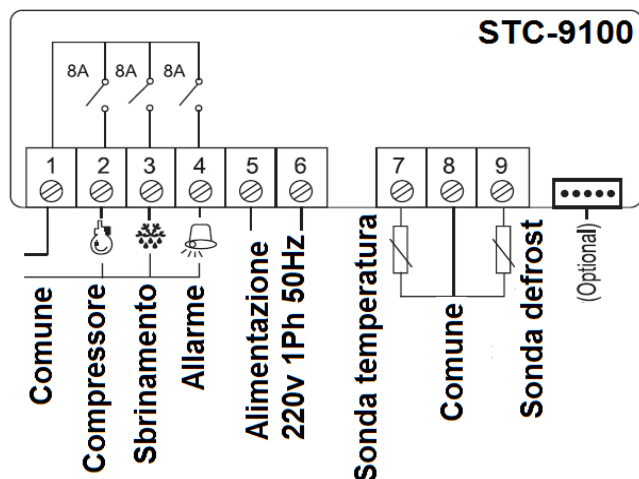 STC-9100
8A 8A 8A
1 2 3 4 5 6 7 8 9
Comune
Compressore
Sbrinamento
Allarme
Alimentazione
220v 1Ph 50Hz
Sonda temperatura
Comune
Sonda defrost
(Optional)